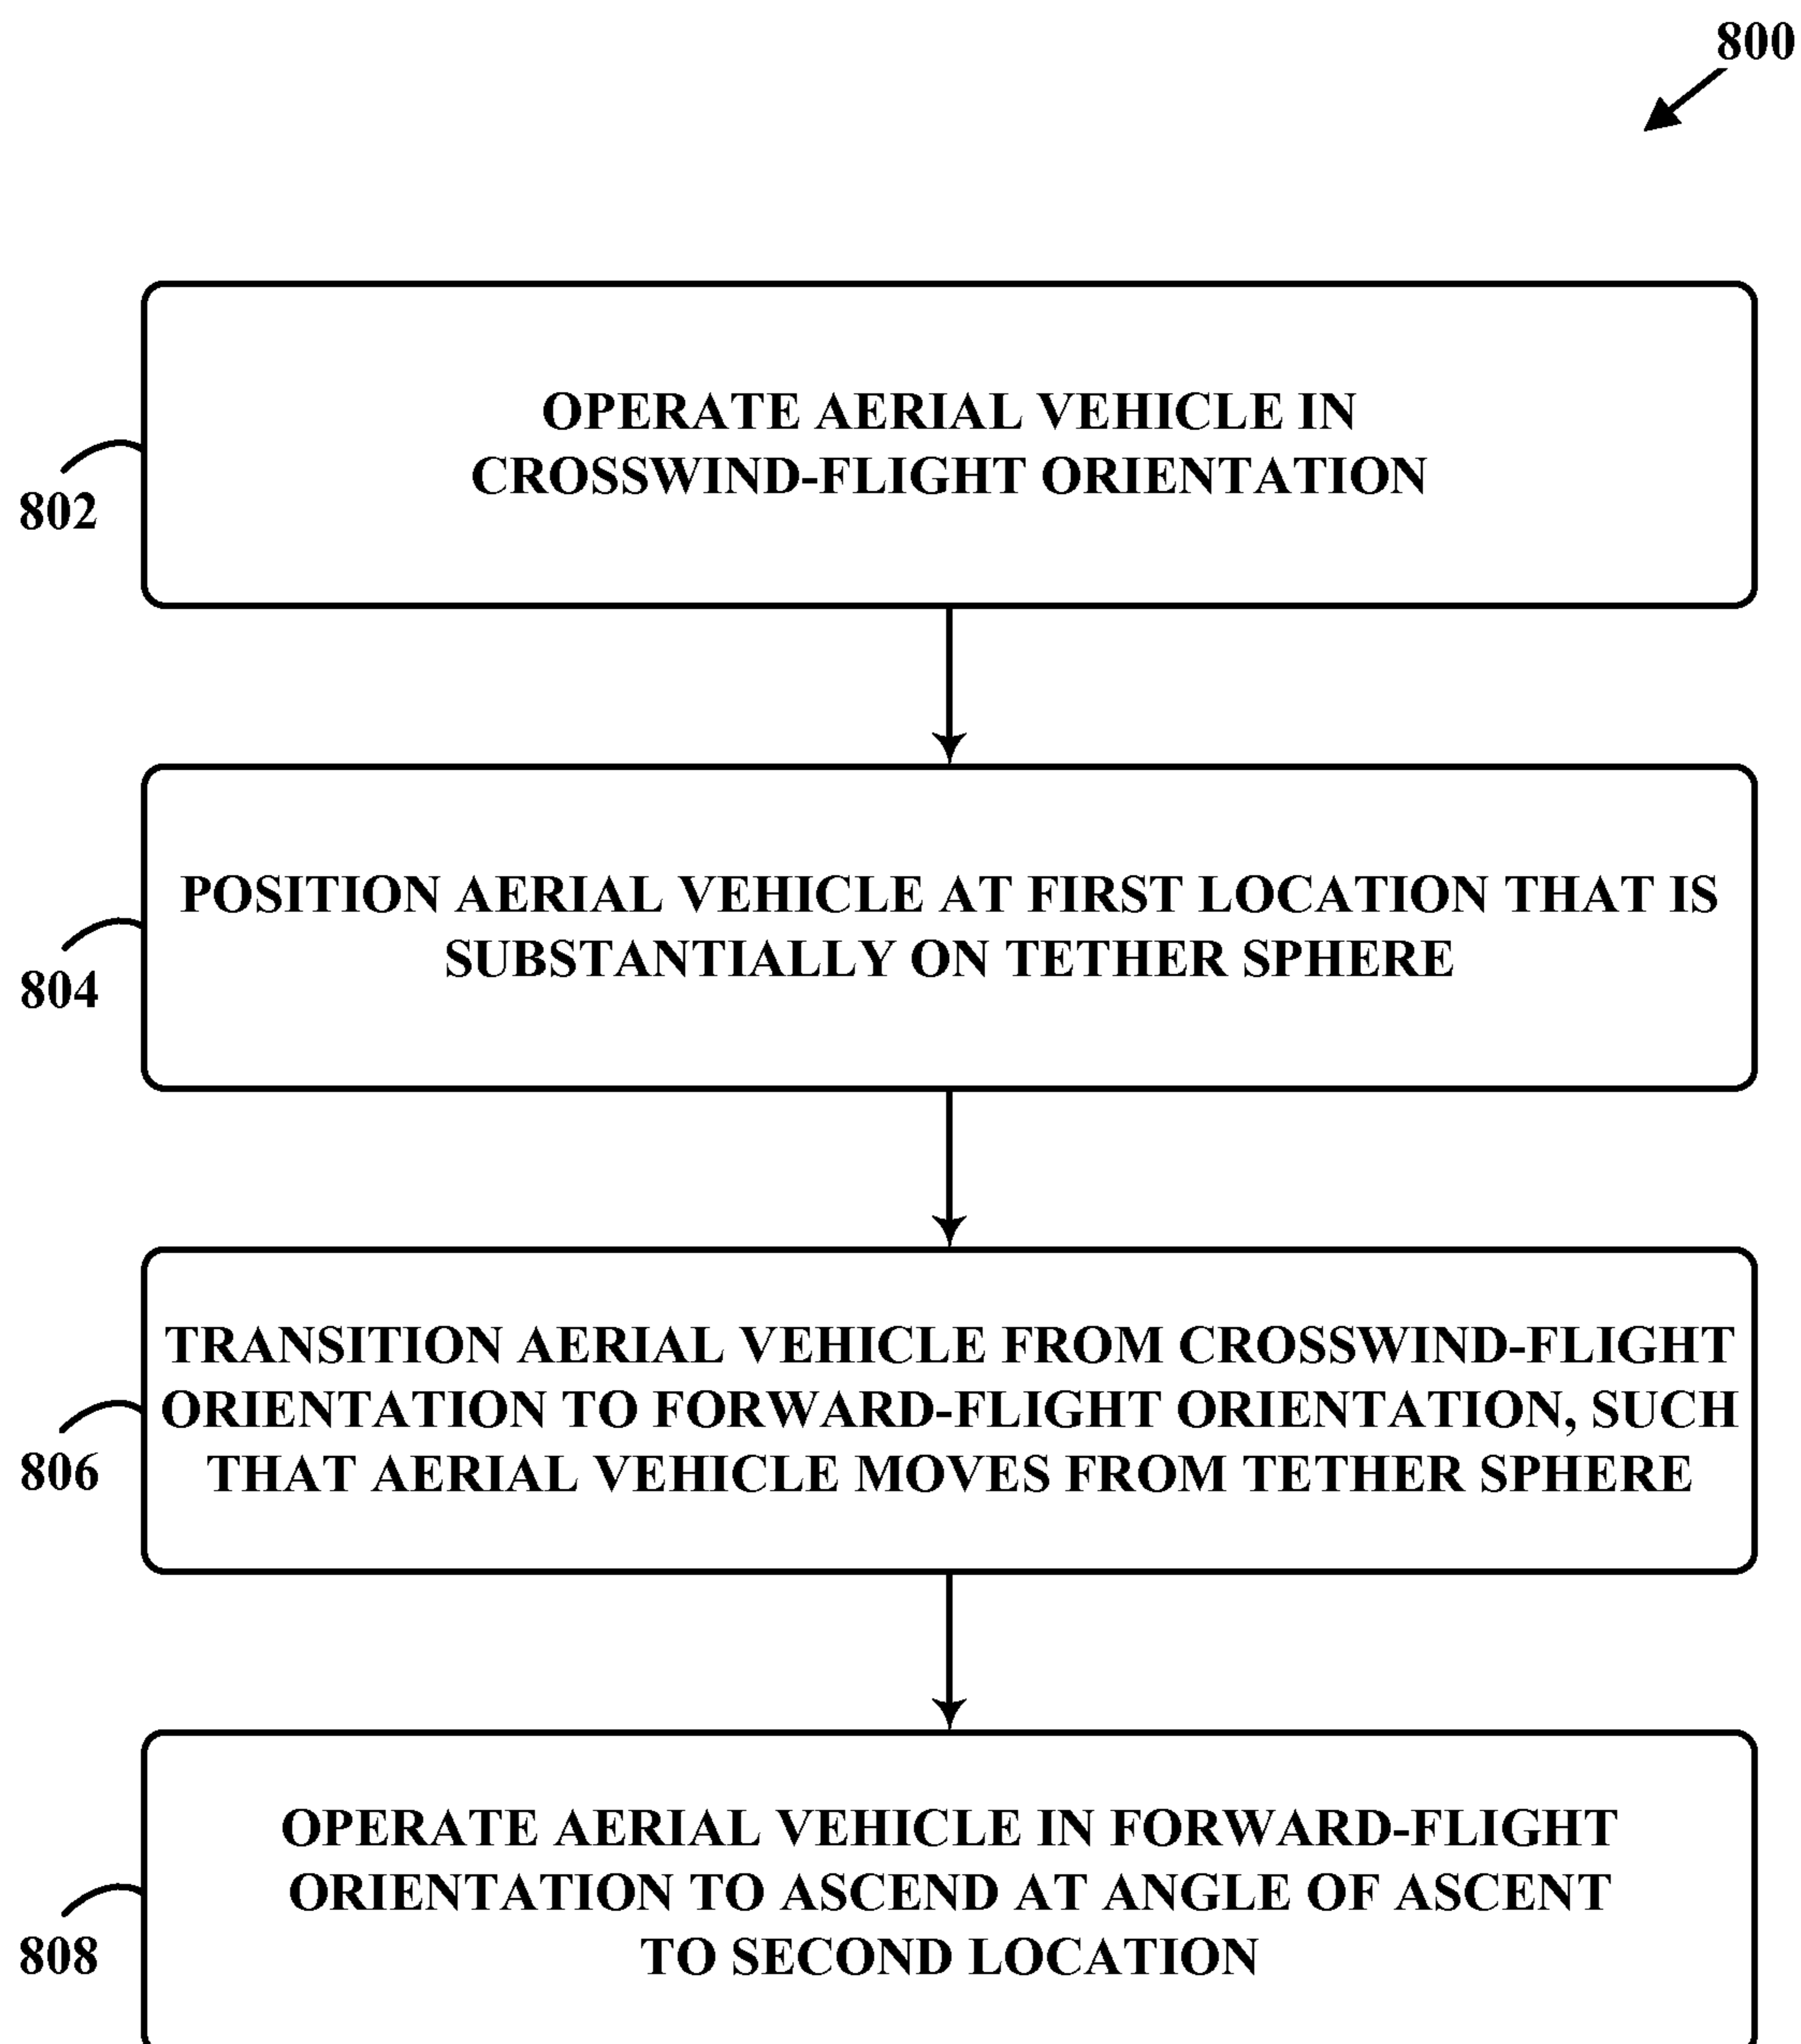 800
OPERATE AERIAL VEHICLE IN
CROSSWIND-FLIGHT ORIENTATION
802
POSITION AERIAL VEHICLE AT FIRST LOCATION THAT IS
SUBSTANTIALLY ON TETHER SPHERE
804
TRANSITION AERIAL VEHICLE FROM CROSSWIND-FLIGHT
ORIENTATION TO FORWARD-FLIGHT ORIENTATION, SUCH
THAT AERIAL VEHICLE MOVES FROM TETHER SPHERE
806
OPERATE AERIAL VEHICLE IN FORWARD-FLIGHT
ORIENTATION TO ASCEND AT ANGLE OF ASCENT
TO SECOND LOCATION
808